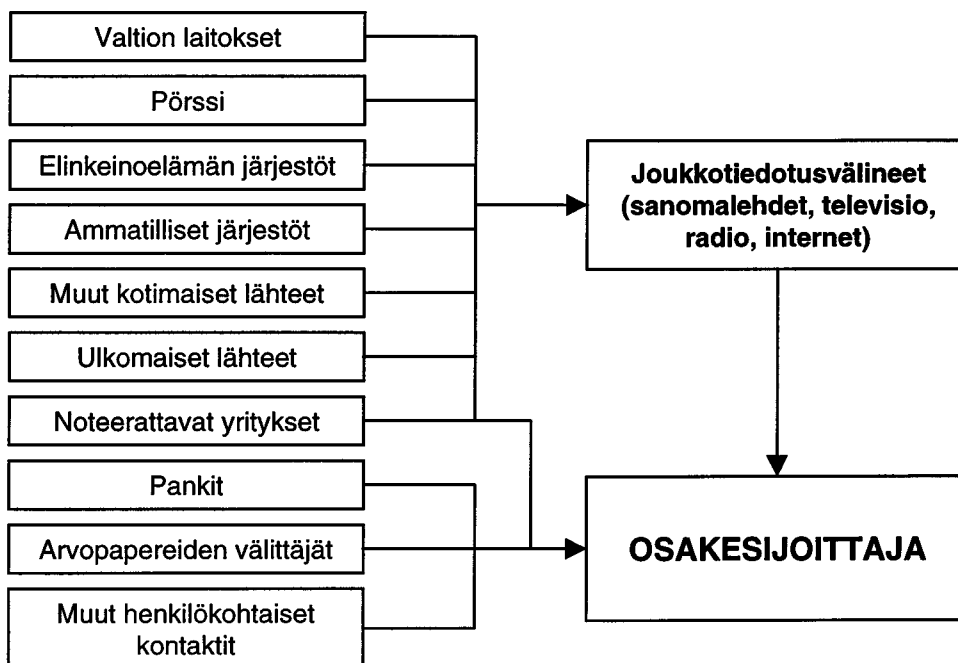 Valtion laitokset
Pörssi
Elinkeinoelämän järjestöt
Ammatilliset järjestöt
Muut kotimaiset lähteet
Ulkomaiset lähteet
Noteerattavat yritykset
Pankit
Arvopapereiden välittäjät
Muut henkilökohtaiset
kontaktit
Joukkotiedotusvälineet
(sanomalehdet, televisio,
radio, internet)
OSAKESIJOITTAJA